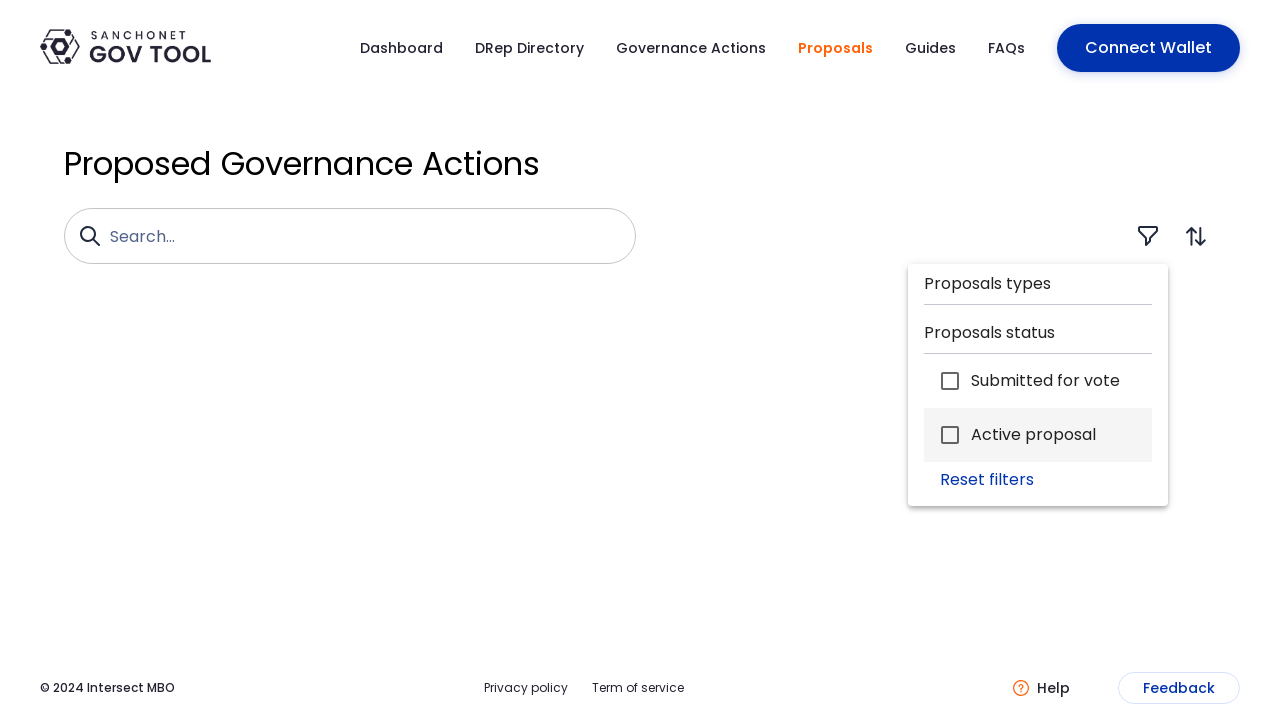 SANCHONET
GOV TOOL
Dashboard
DRep Directory
Governance Actions
Proposals
Guides
FAQs
Connect Wallet
Proposed Governance Actions
Search...
Proposals types
Proposals status
Submitted for vote
Active proposal
Reset filters
© 2024 Intersect MBO
Privacy policy
Term of service
Help
Feedback